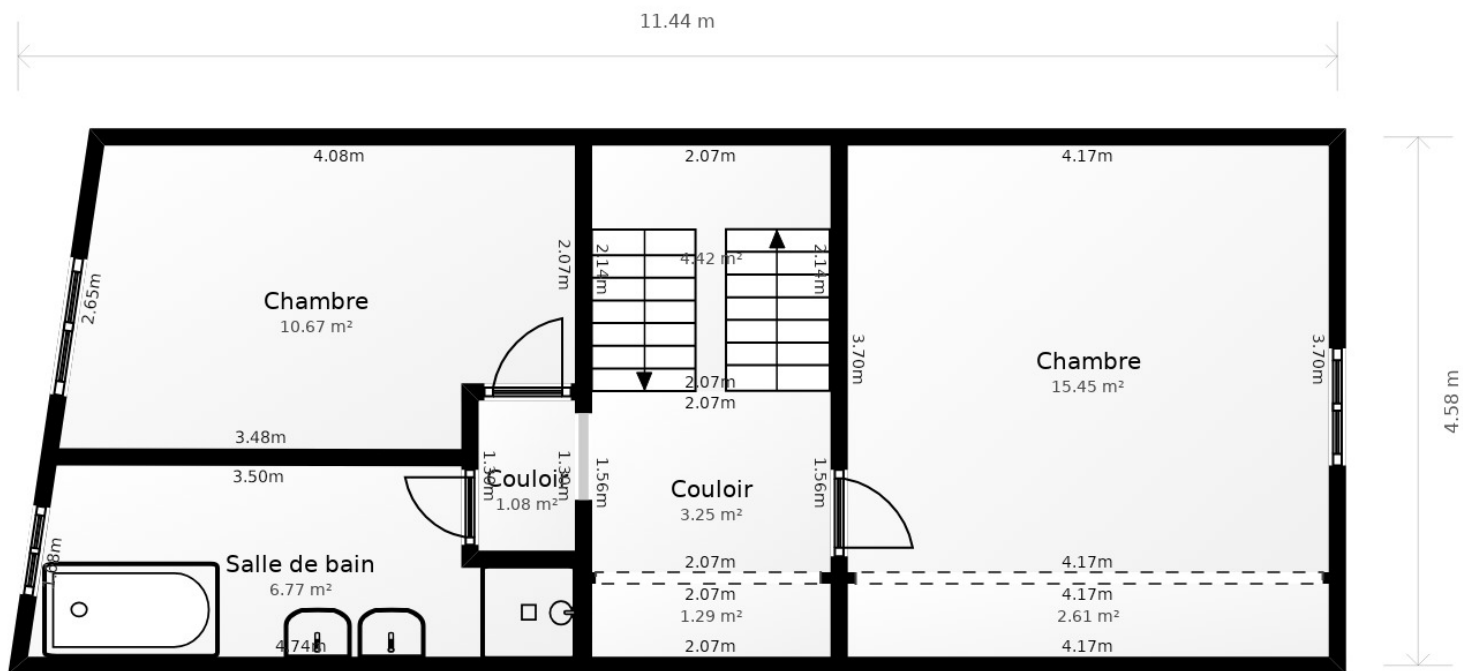 11.44 m
4.08m
2.07m
4.17m
2.65m
2.07m
2.14m
4.42 m²
2.14m
Chambre
10.67 m²
3.70m
Chambre
15.45 m²
3.70m
4.58 m
2.07m
2.07m
3.48m
3.50m
1.30m
Couloir
1.08 m²
1.56m
Couloir
3.25 m²
1.56m
Salle de bain
6.77 m²
2.07m
4.17m
2.07m
4.17m
1.29 m²
2.61 m²
4.74m
2.07m
4.17m